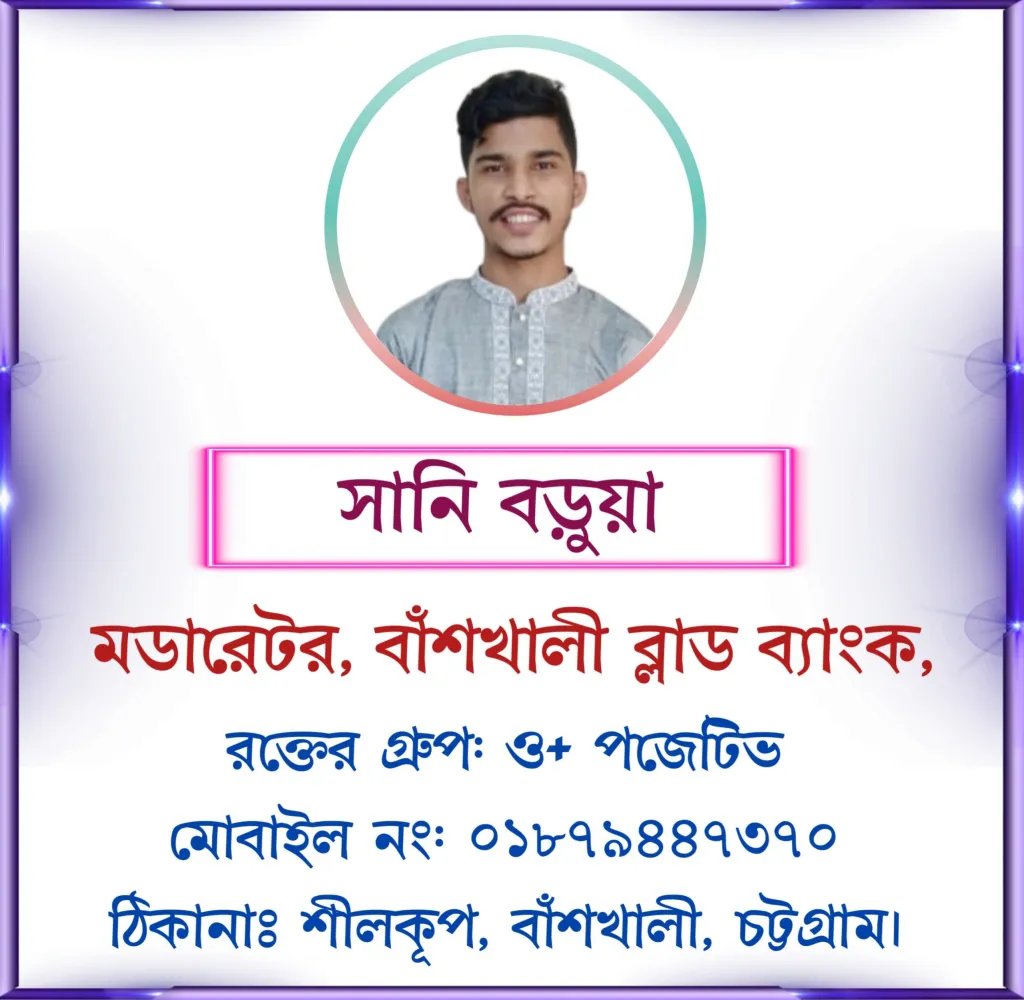 সানি বড়ুয়া
মডারেটর, বাঁশখালী ব্লাড ব্যাংক,
রক্তের গ্রুপঃ ও+ পজেটিভ
মোবাইল নং: ০১৮৭৯৪৪৭৩৭০
ঠিকানাঃ শীলকূপ, বাঁশখালী, চট্টগ্রাম।